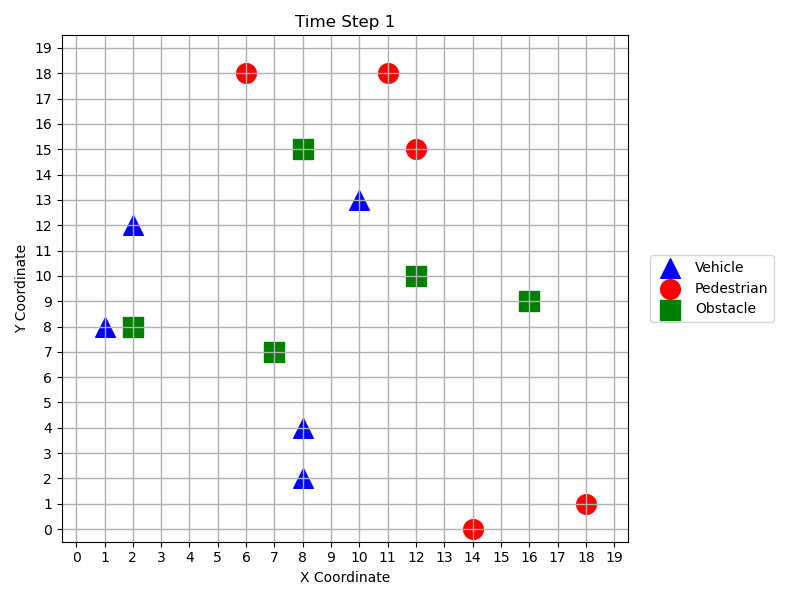 Time Step 1
19
18
17
16
15
14
13
12
11
10
9
8
7
6
5
4
3
2
1
0
Y Coordinate
0 1 2 3 4 5 6 7 8 9 10 11 12 13 14 15 16 17 18 19
X Coordinate
Vehicle
Pedestrian
Obstacle